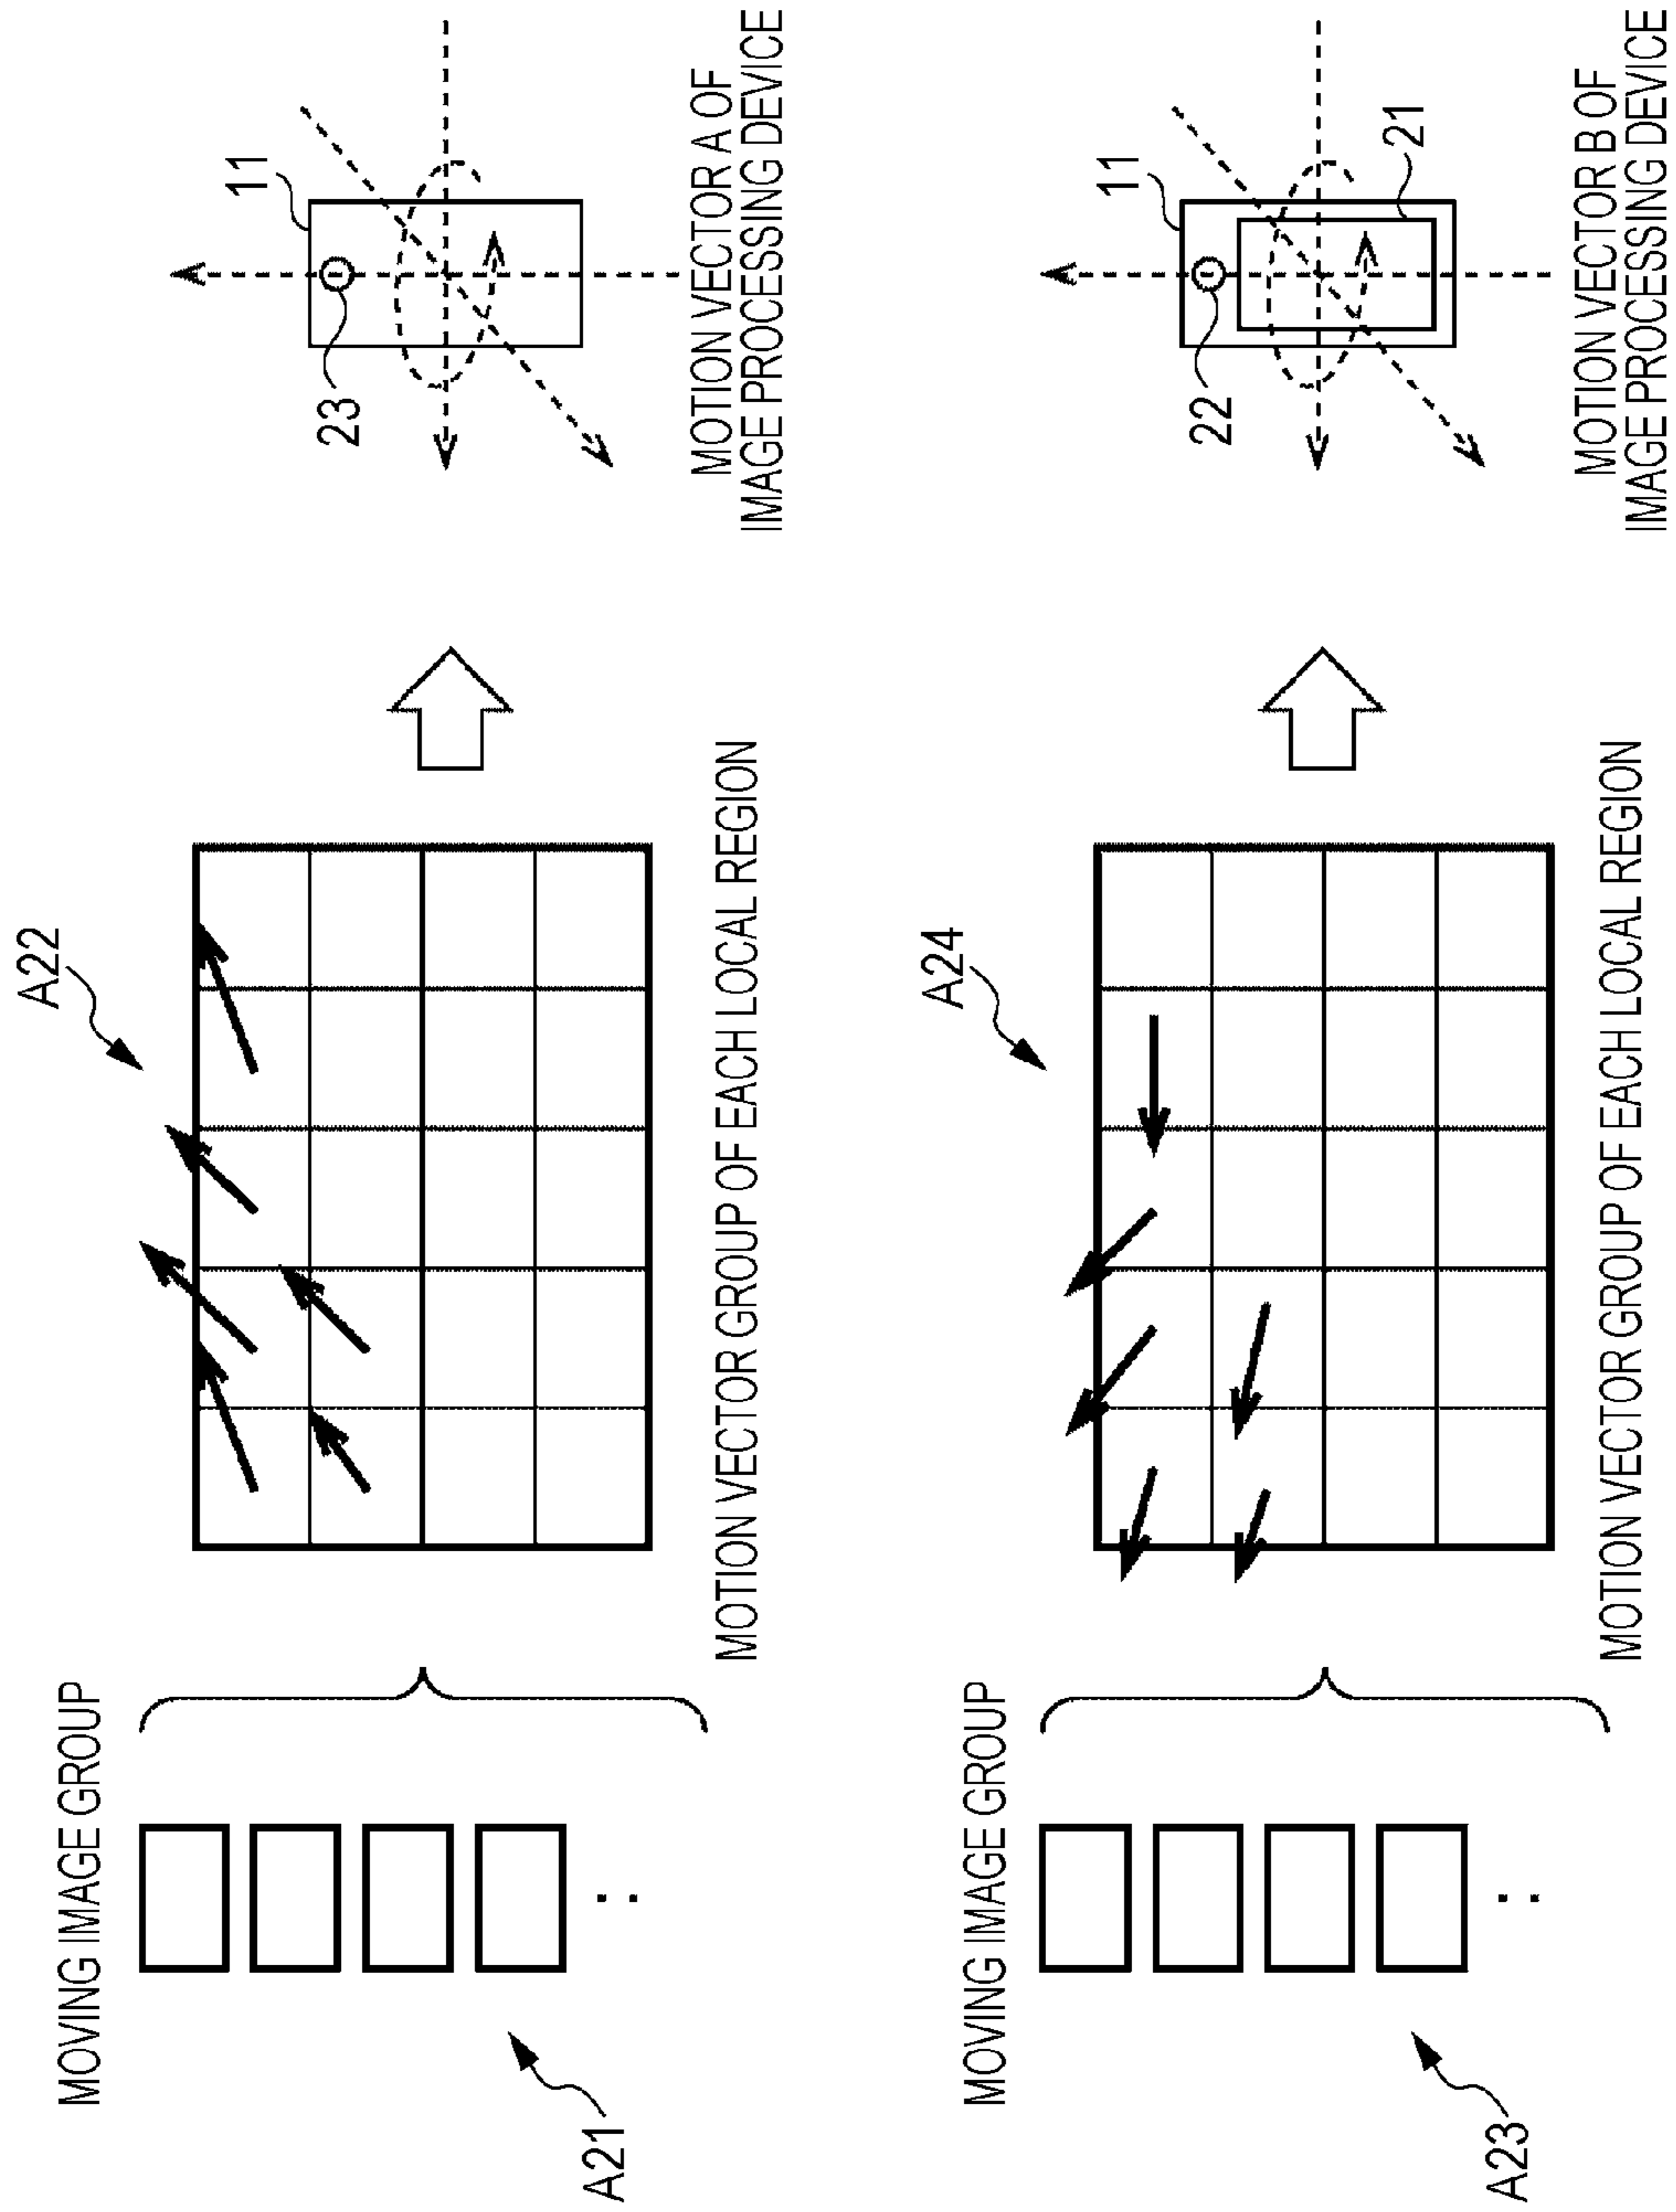 MOVING IMAGE GROUP
A21
A22
MOTION VECTOR GROUP OF EACH LOCAL REGION
11
23
MOTION VECTOR A OF
IMAGE PROCESSING DEVICE
MOVING IMAGE GROUP
A23
A24
MOTION VECTOR GROUP OF EACH LOCAL REGION
11
22
21
MOTION VECTOR B OF
IMAGE PROCESSING DEVICE